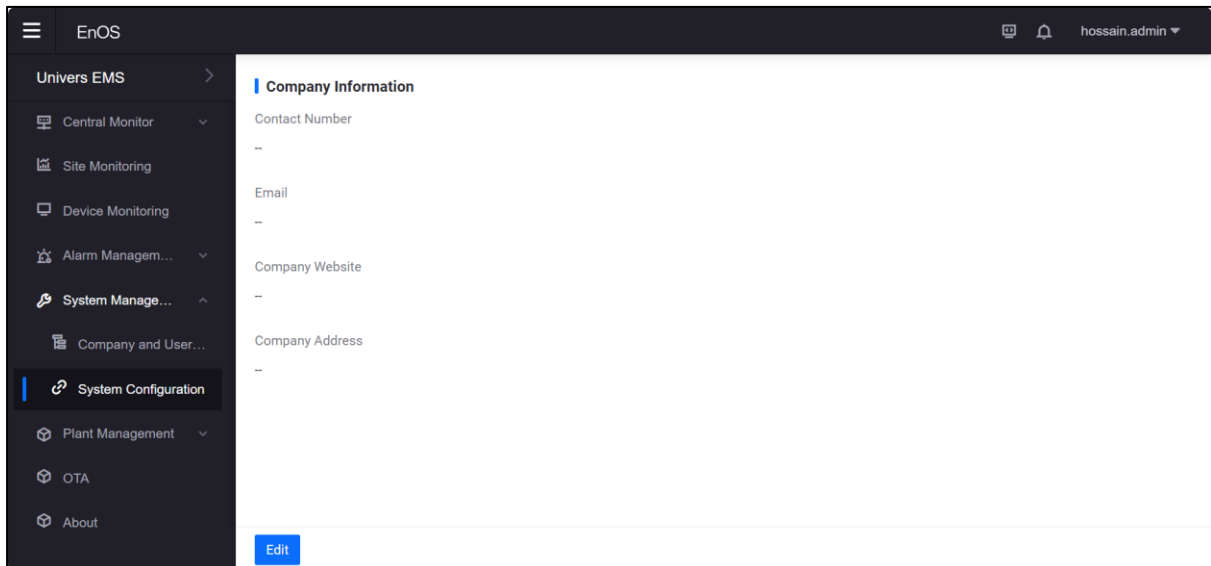 EnOS
hossain.admin
Univers EMS
Central Monitor
Site Monitoring
Device Monitoring
Alarm Managem...
System Manage...
Company and User...
System Configuration
Plant Management
OTA
About
Company Information
Contact Number
--
Email
--
Company Website
--
Company Address
--
Edit